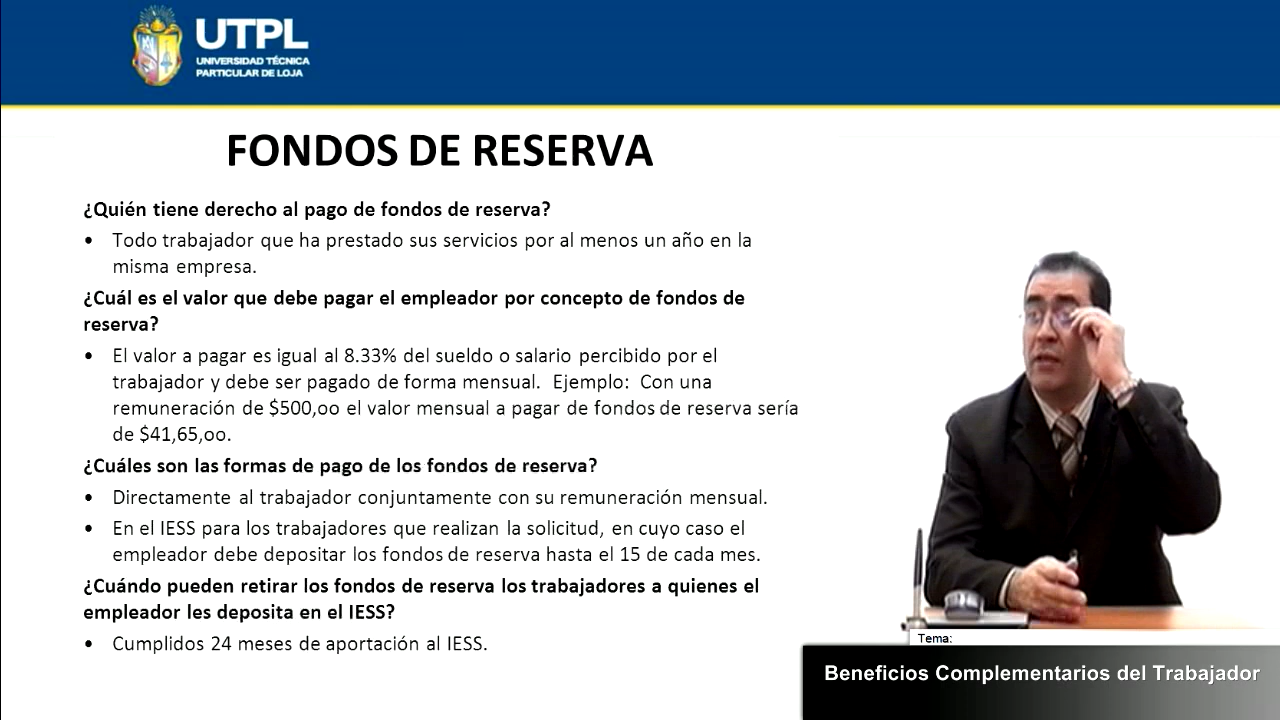 UTPL
UNIVERSIDAD TÉCNICA
PARTICULAR DE LOJA
FONDOS DE RESERVA
¿Quién tiene derecho al pago de fondos de reserva?
• Todo trabajador que ha prestado sus servicios por al menos un año en la
misma empresa.
¿Cuál es el valor que debe pagar el empleador por concepto de fondos de
reserva?
• El valor a pagar es igual al 8.33% del sueldo o salario percibido por el
trabajador y debe ser pagado de forma mensual. Ejemplo: Con una
remuneración de $500,oo el valor mensual a pagar de fondos de reserva sería
de $41,65,oo.
¿Cuáles son las formas de pago de los fondos de reserva?
• Directamente al trabajador conjuntamente con su remuneración mensual.
• En el IESS para los trabajadores que realizan la solicitud, en cuyo caso el
empleador debe depositar los fondos de reserva hasta el 15 de cada mes.
¿Cuándo pueden retirar los fondos de reserva los trabajadores a quienes el
empleador les deposita en el IESS?
• Cumplidos 24 meses de aportación al IESS.
Tema:
Beneficios Complementarios del Trabajador